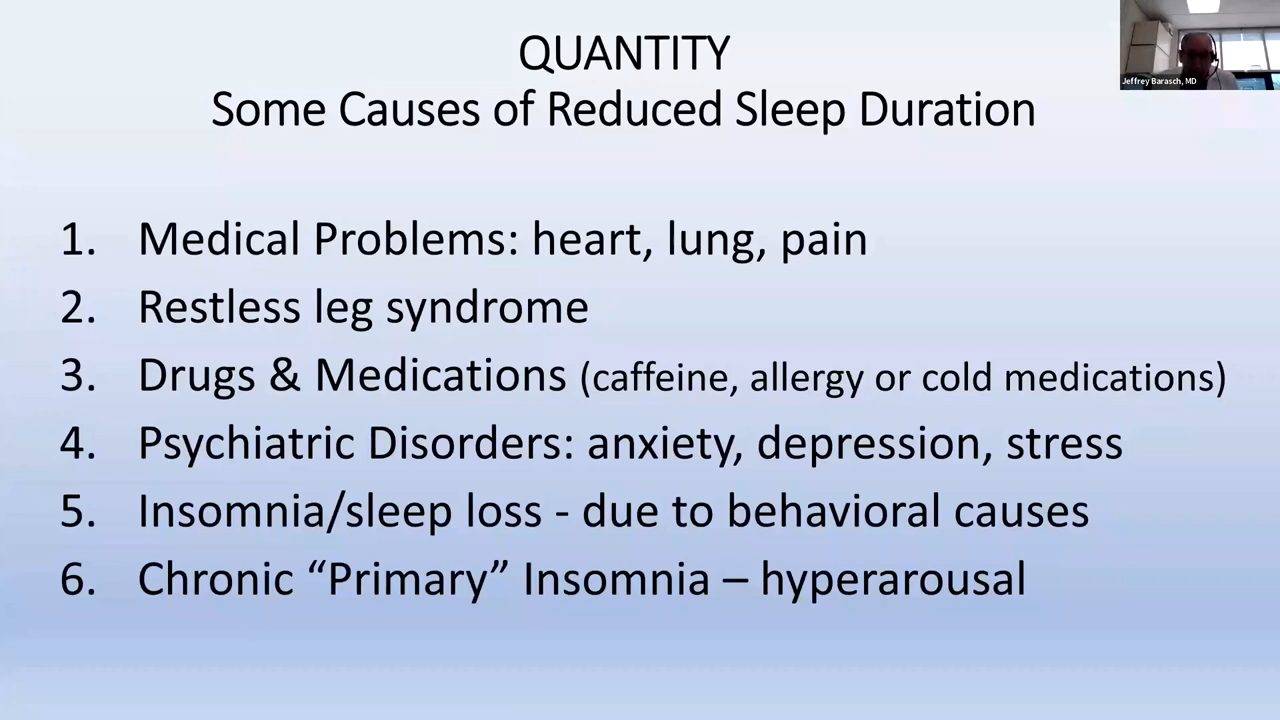 QUANTITY
Some Causes of Reduced Sleep Duration
Jeffrey Barasch, MD
1. Medical Problems: heart, lung, pain
2. Restless leg syndrome
3. Drugs & Medications (caffeine, allergy or cold medications)
4. Psychiatric Disorders: anxiety, depression, stress
5. Insomnia/sleep loss - due to behavioral causes
6. Chronic “Primary” Insomnia – hyperarousal